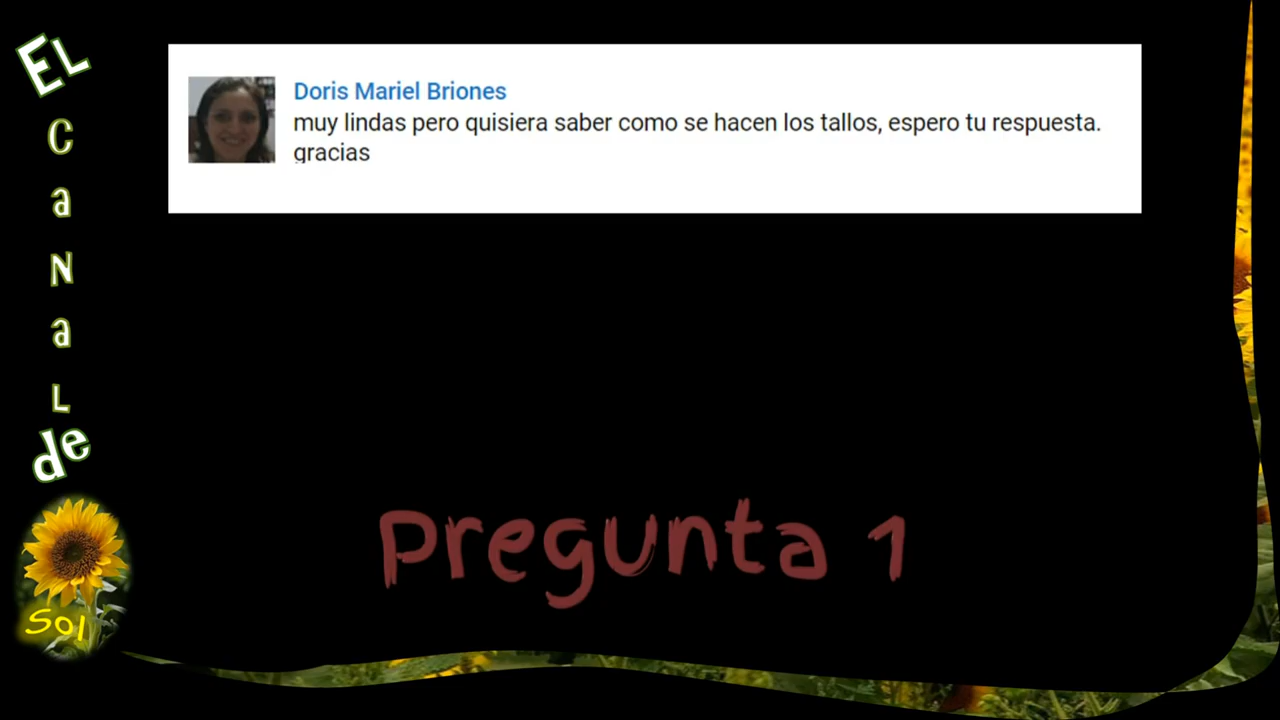 EL
CaNaL
de
Sol
Doris Mariel Briones
muy lindas pero quisiera saber como se hacen los tallos, espero tu respuesta.
gracias
Pregunta 1